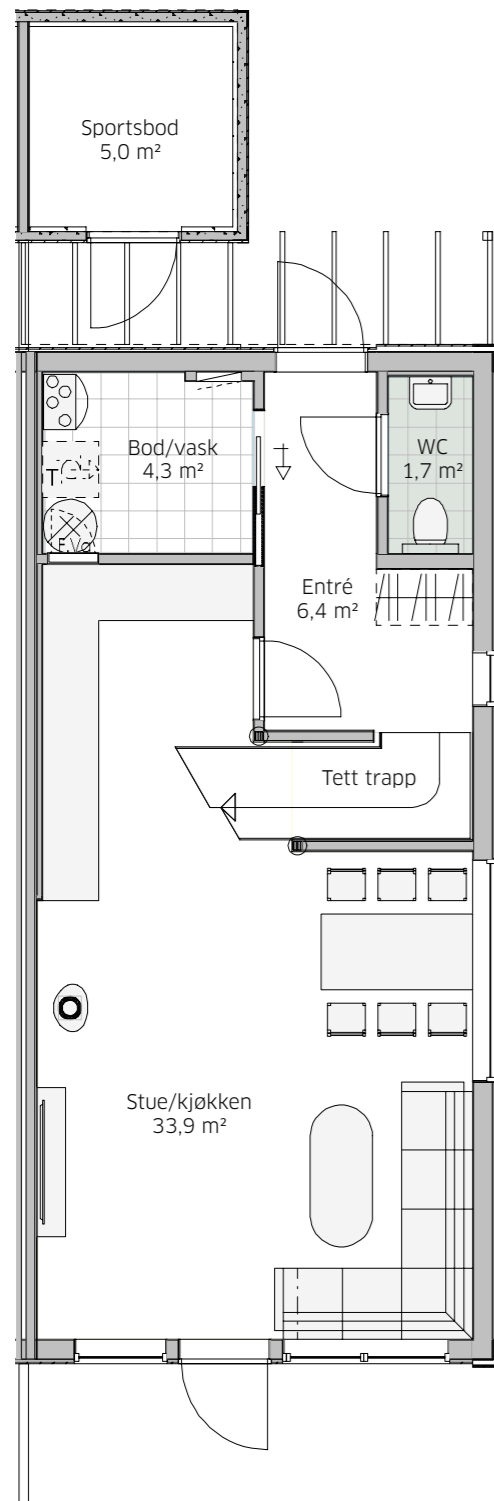 Sportsbod
5,0 m²
Bod/vask
4,3 m²
WC
1,7 m²
T
F.Va
Entré
6,4 m²
Tett trapp
Stue/kjøkken
33,9 m²